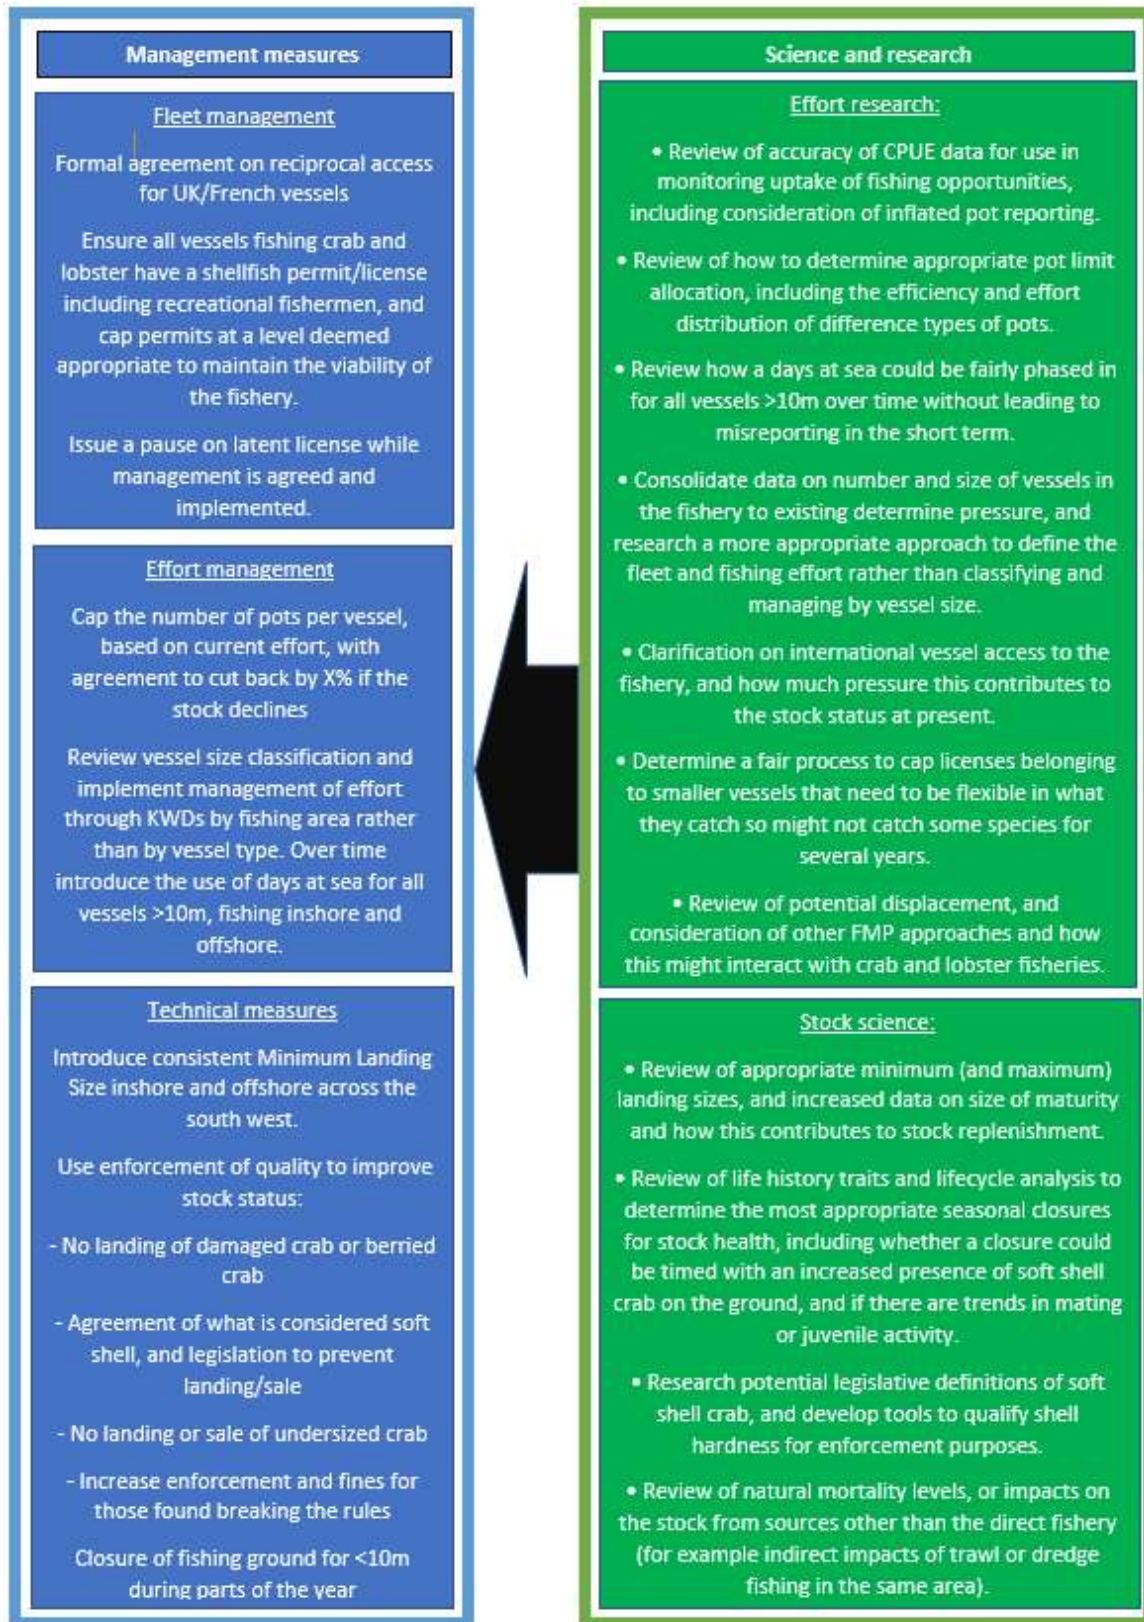 Management measures
Fleet management
Formal agreement on reciprocal access
for UK/French vessels
Ensure all vessels fishing crab and
lobster have a shellfish permit/license
including recreational fishermen, and
cap permits at a level deemed
appropriate to maintain the viability of
the fishery.
Issue a pause on latent license while
management is agreed and
implemented.
Effort management
Cap the number of pots per vessel,
based on current effort, with
agreement to cut back by X% if the
stock declines
Review vessel size classification and
implement management of effort
through KWDs by fishing area rather
than by vessel type. Over time
introduce the use of days at sea for all
vessels >10m, fishing inshore and
offshore.
Technical measures
Introduce consistent Minimum Landing
Size inshore and offshore across the
south west.
Use enforcement of quality to improve
stock status:
- No landing of damaged crab or berried
crab
- Agreement of what is considered soft
shell, and legislation to prevent
landing/sale
- No landing or sale of undersized crab
- Increase enforcement and fines for
those found breaking the rules
Closure of fishing ground for <10m
during parts of the year
Science and research
Effort research:
• Review of accuracy of CPUE data for use in
monitoring uptake of fishing opportunities,
including consideration of inflated pot reporting.
• Review of how to determine appropriate pot limit
allocation, including the efficiency and effort
distribution of difference types of pots.
• Review how a days at sea could be fairly phased in
for all vessels >10m over time without leading to
misreporting in the short term.
• Consolidate data on number and size of vessels in
the fishery to existing determine pressure, and
research a more appropriate approach to define the
fleet and fishing effort rather than classifying and
managing by vessel size.
• Clarification on international vessel access to the
fishery, and how much pressure this contributes to
the stock status at present.
• Determine a fair process to cap licenses belonging
to smaller vessels that need to be flexible in what
they catch so might not catch some species for
several years.
• Review of potential displacement, and
consideration of other FMP approaches and how
this might interact with crab and lobster fisheries.
Stock science:
• Review of appropriate minimum (and maximum)
landing sizes, and increased data on size of maturity
and how this contributes to stock replenishment.
• Review of life history traits and lifecycle analysis to
determine the most appropriate seasonal closures
for stock health, including whether a closure could
be timed with an increased presence of soft shell
crab on the ground, and if there are trends in mating
or juvenile activity.
• Research potential legislative definitions of soft
shell crab, and develop tools to qualify shell
hardness for enforcement purposes.
• Review of natural mortality levels, or impacts on
the stock from sources other than the direct fishery
(for example indirect impacts of trawl or dredge
fishing in the same area).